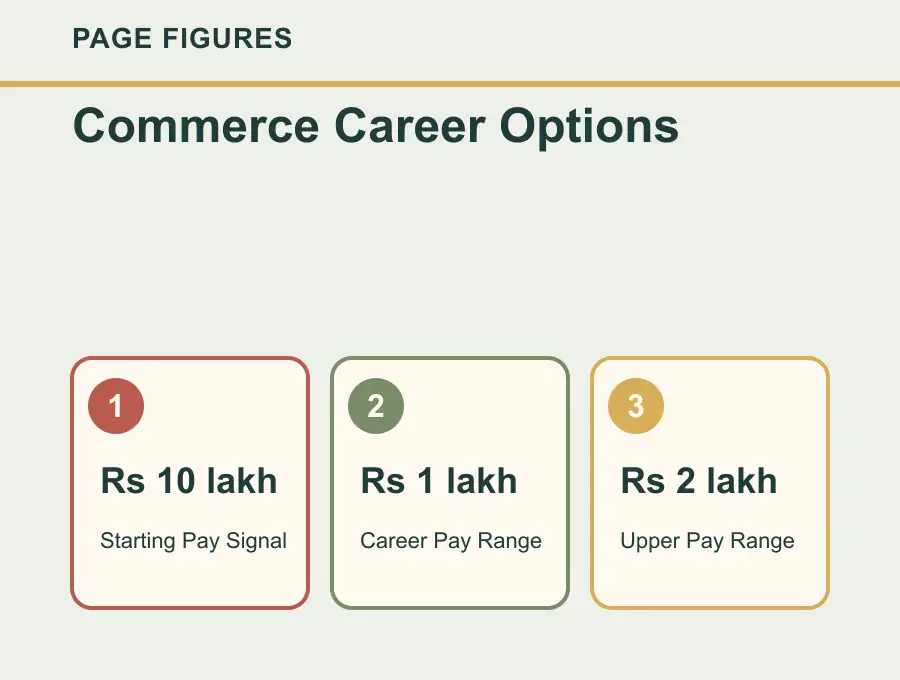 PAGE FIGURES
Commerce Career Options
1
Rs 10 lakh
Starting Pay Signal
2
Rs 1 lakh
Career Pay Range
3
Rs 2 lakh
Upper Pay Range